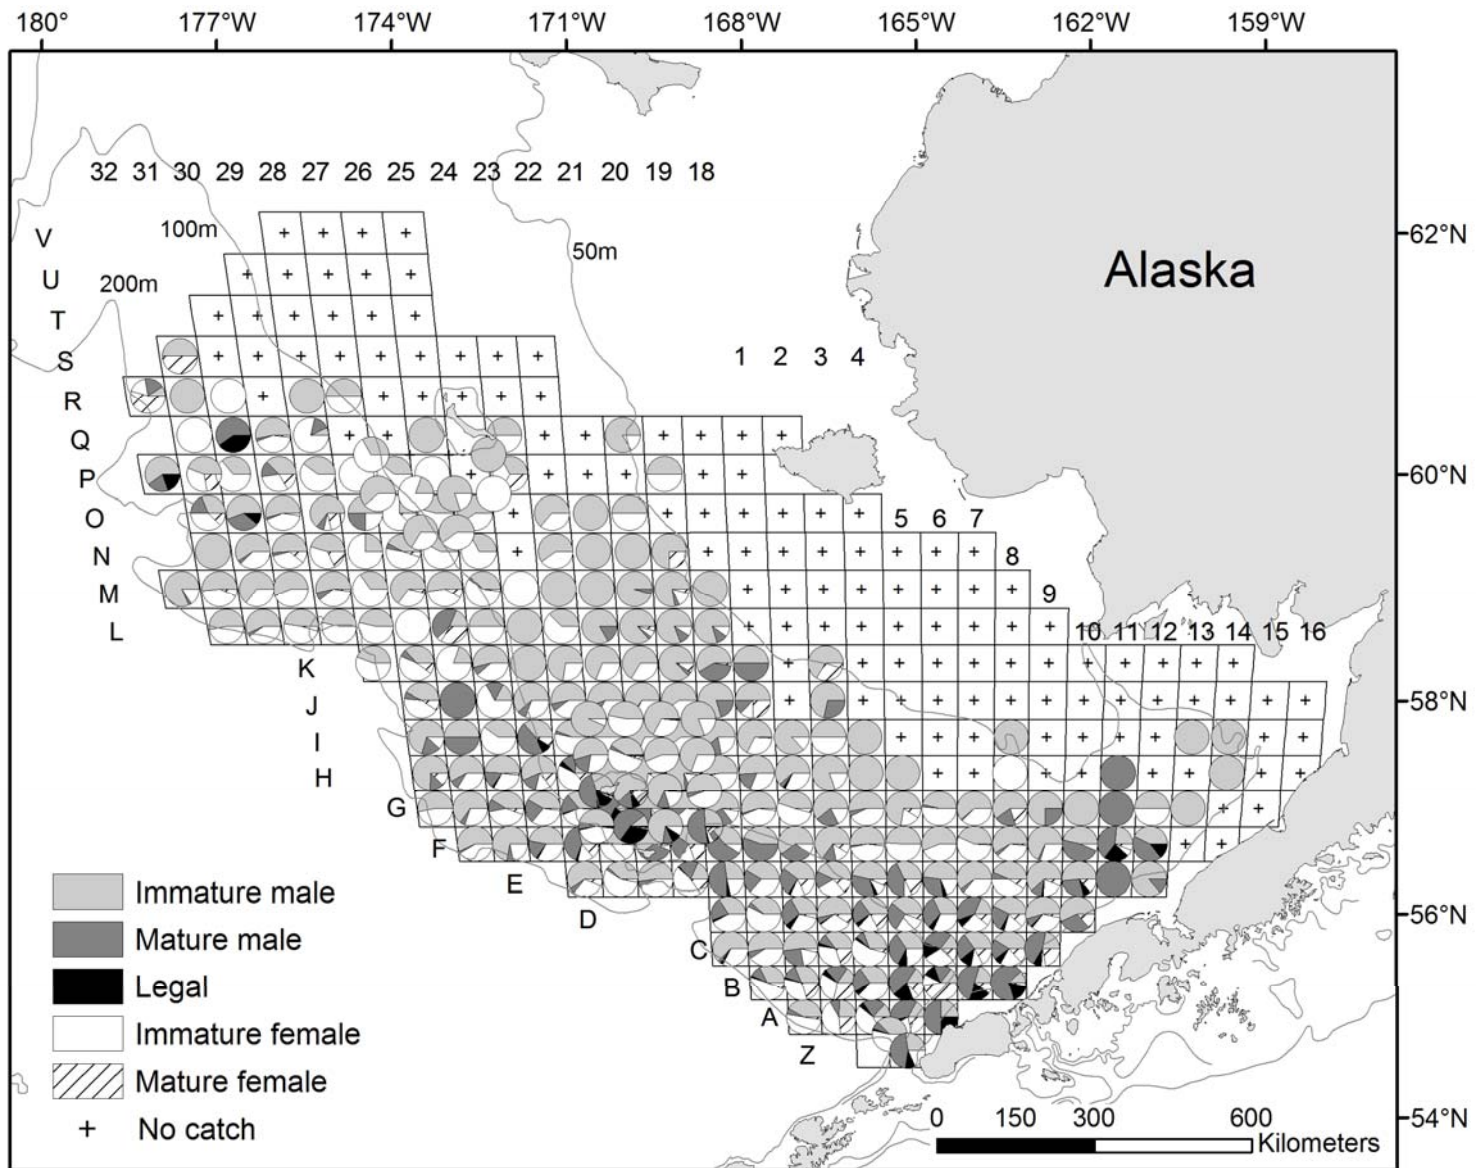 180° 177°W 174°W 171°W 168°W 165°W 162°W 159°W
32 31 30 29 28 27 26 25 24 23 22 21 20 19 18
100m
V
62°N
50m
U
Alaska
200m
T
S
1 2 3 4
R
Q
P
60°N
O
5 6 7
N
8
M
9
L
10 11 12 13 14 15 16
K
J
58°N
I
H
G
F
E
Immature male
D
56°N
Mature male
C
Legal
B
A
Immature female
Z
Mature female
No catch
0 150 300 600
54°N
Kilometers